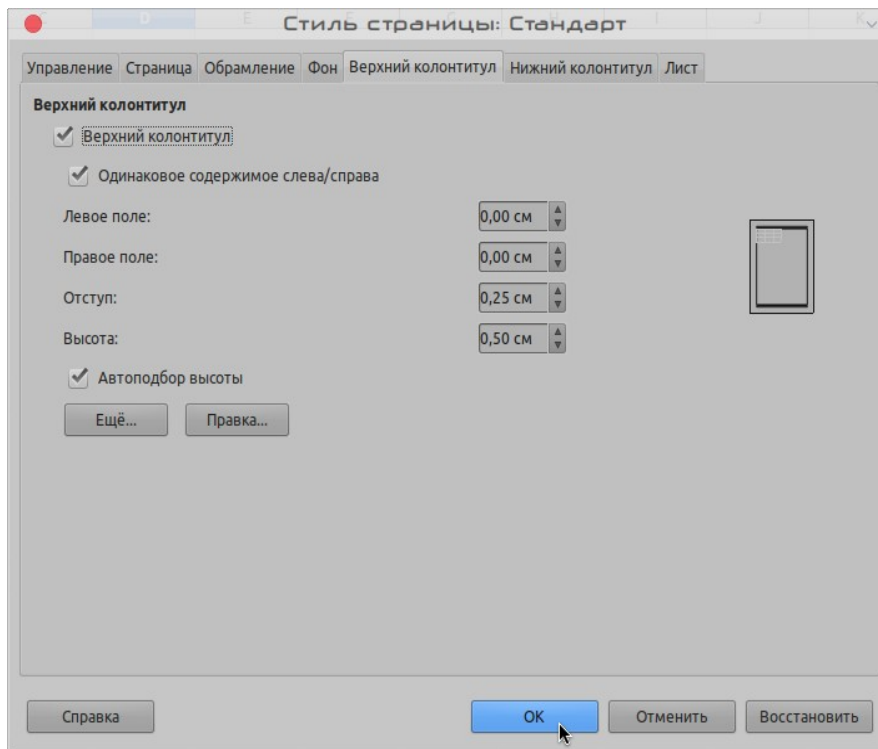 Стиль страницы: Стандарт
Управление Страница Обрамление Фон Верхний колонтитул Нижний колонтитул Лист
Верхний колонтитул
Верхний колонтитул
Одинаковое содержимое слева/справа
Левое поле: 0,00 см
Правое поле: 0,00 см
Отступ: 0,25 см
Высота: 0,50 см
Автоподбор высоты
Ещё... Правка...
Справка ОК Отменить Восстановить